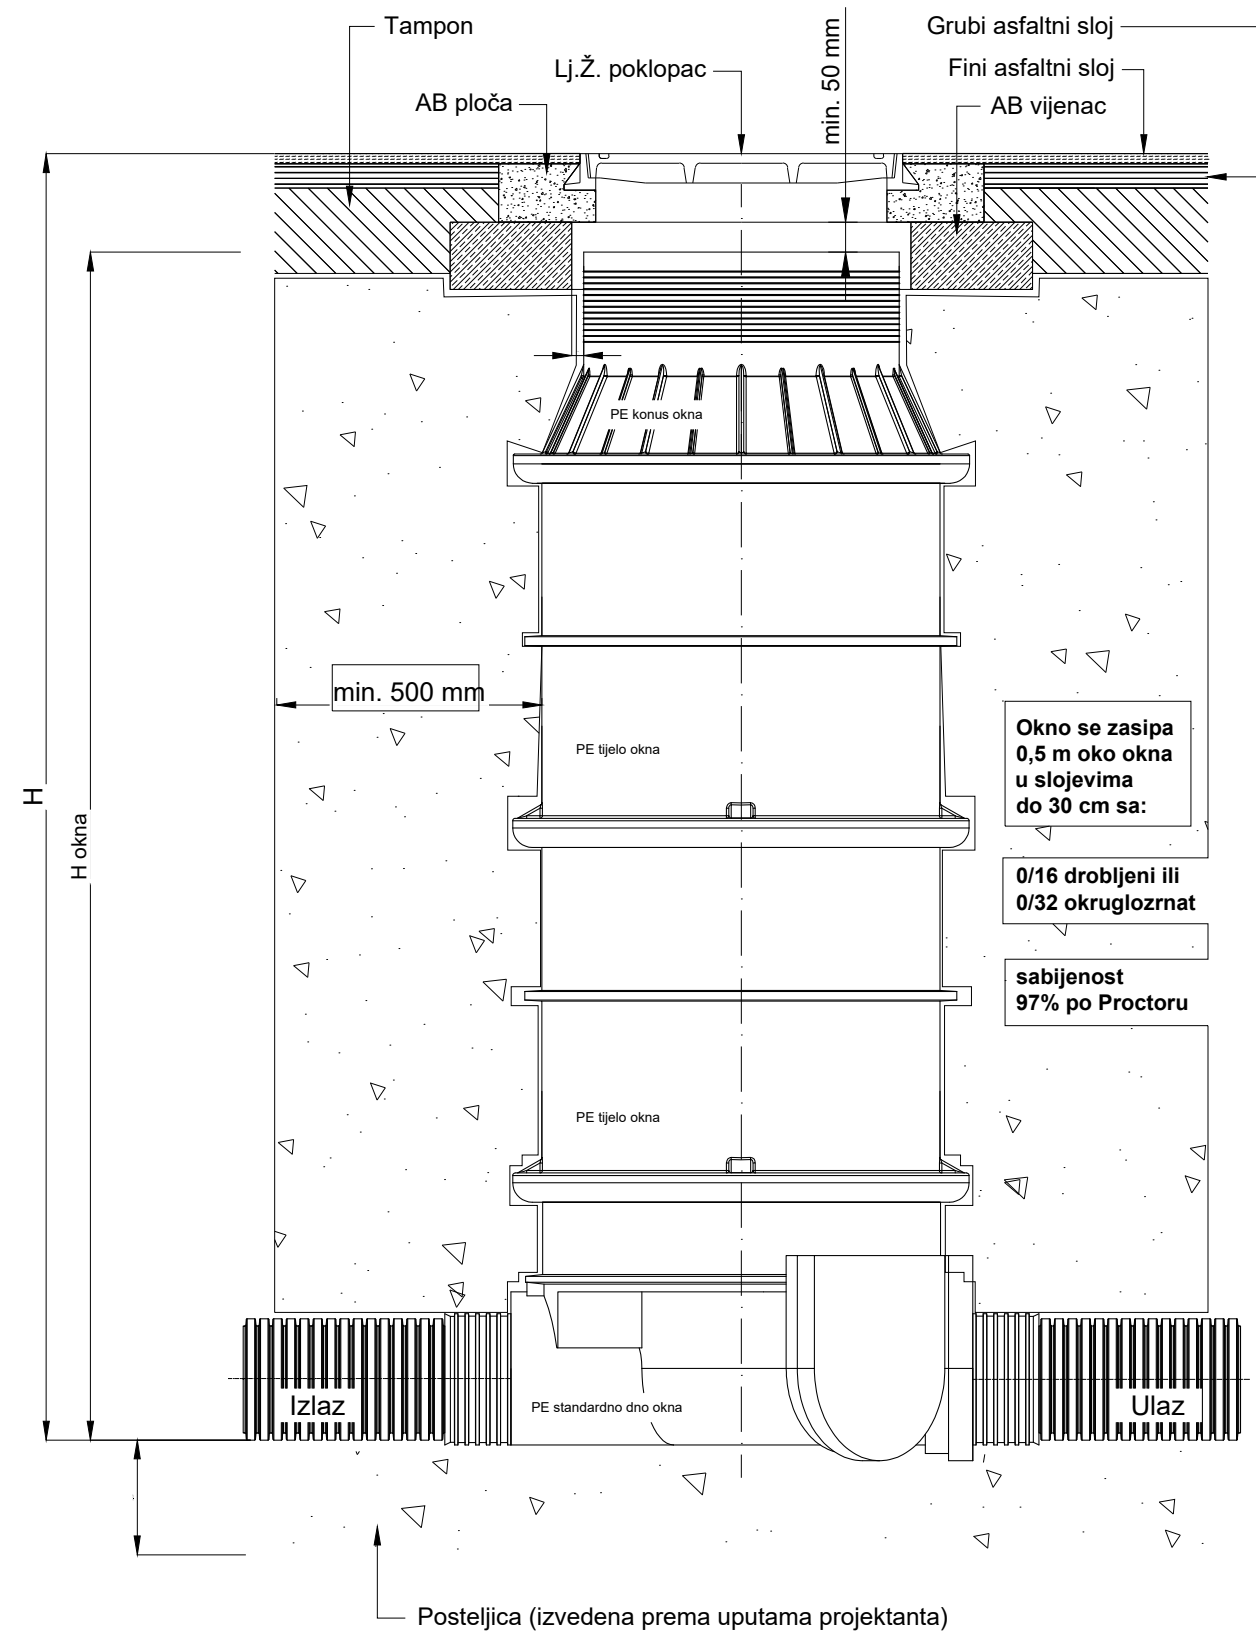 Tampon
Grubi asfaltni sloj
Lj.Ž. poklopac
Fini asfaltni sloj
AB ploča
AB vijenac
min. 50 mm
PE konus okna
min. 500 mm
PE tijelo okna
Okno se zasipa
0,5 m oko okna
u slojevima
do 30 cm sa:
H
H okna
0/16 drobljeni ili
0/32 okruglozrnat
sabijenost
97% po Proctoru
PE tijelo okna
Izlaz
PE standardno dno okna
Ulaz
Posteljica (izvedena prema uputama projektanta)